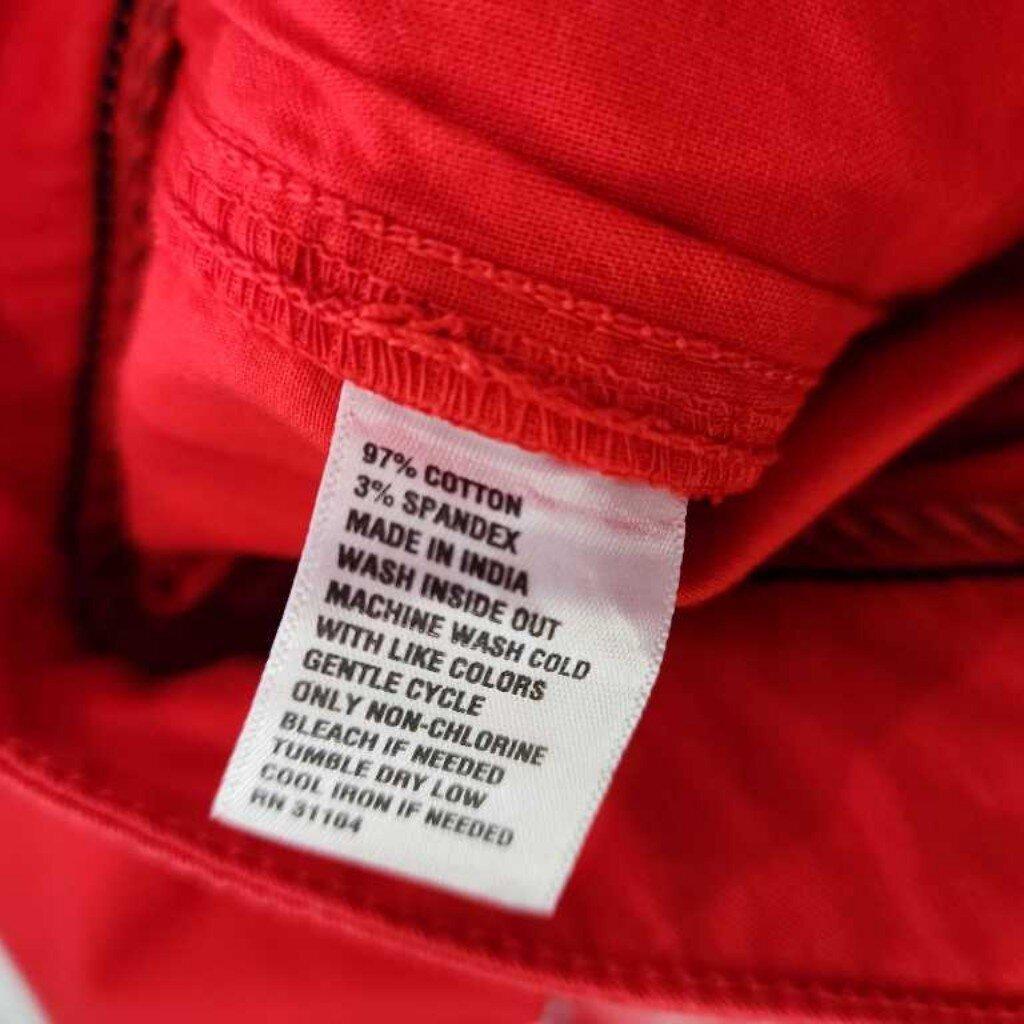 97% COTTON
3% SPANDEX
MADE IN INDIA
WASH INSIDE OUT
MACHINE WASH COLD
WITH LIKE COLORS
GENTLE CYCLE
ONLY NON-CHLORINE
BLEACH IF NEEDED
TUMBLE DRY LOW
COOL IRON IF NEEDED
RN 31104